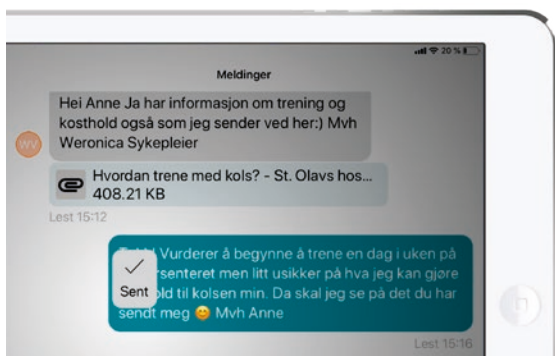 20 %
Meldinger
Hei Anne Ja har informasjon om trening og
kosthold også som jeg sender ved her:) Mvh
WV
Weronica Sykepleier
Hvordan trene med kols? - St. Olavs hos...
408.21 KB
Lest 15:12
Vurderer å begynne å trene en dag i uken på
men litt usikker på hva jeg kan gjøre
til kolsen min. Da skal jeg se på det du har
sendt meg 😊 Mvh Anne
Sent
Lest 15:16